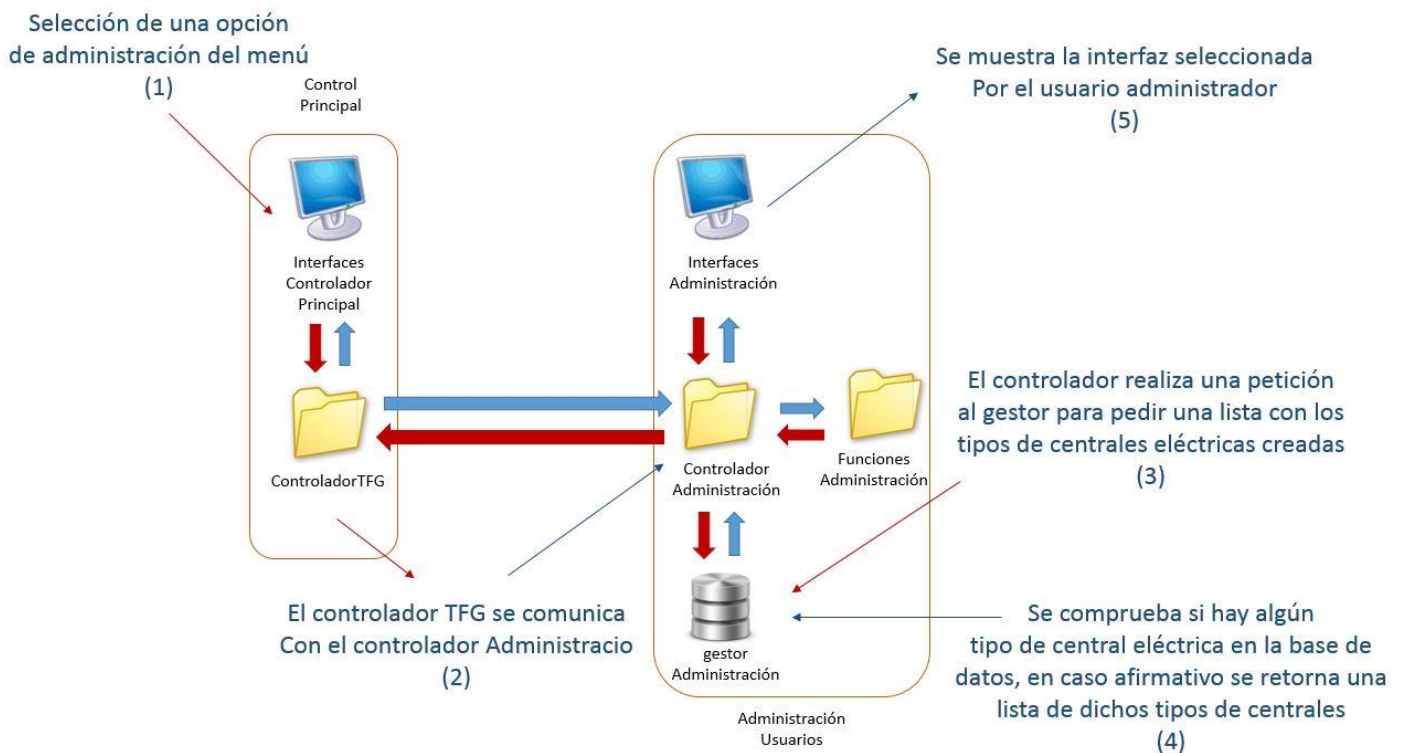 Selección de una opción
de administración del menú
(1)
Control
Principal
Se muestra la interfaz seleccionada
Por el usuario administrador
(5)
Interfaces
Controlador
Principal
Interfaces
Administración
ControladorTFG
Controlador
Administración
Funciones
Administración
El controlador realiza una petición
al gestor para pedir una lista con los
tipos de centrales eléctricas creadas
(3)
El controlador TFG se comunica
Con el controlador Administracio
(2)
gestor
Administración
Se comprueba si hay algún
tipo de central eléctrica en la base de
datos, en caso afirmativo se retorna una
lista de dichos tipos de centrales
(4)
Administración
Usuarios